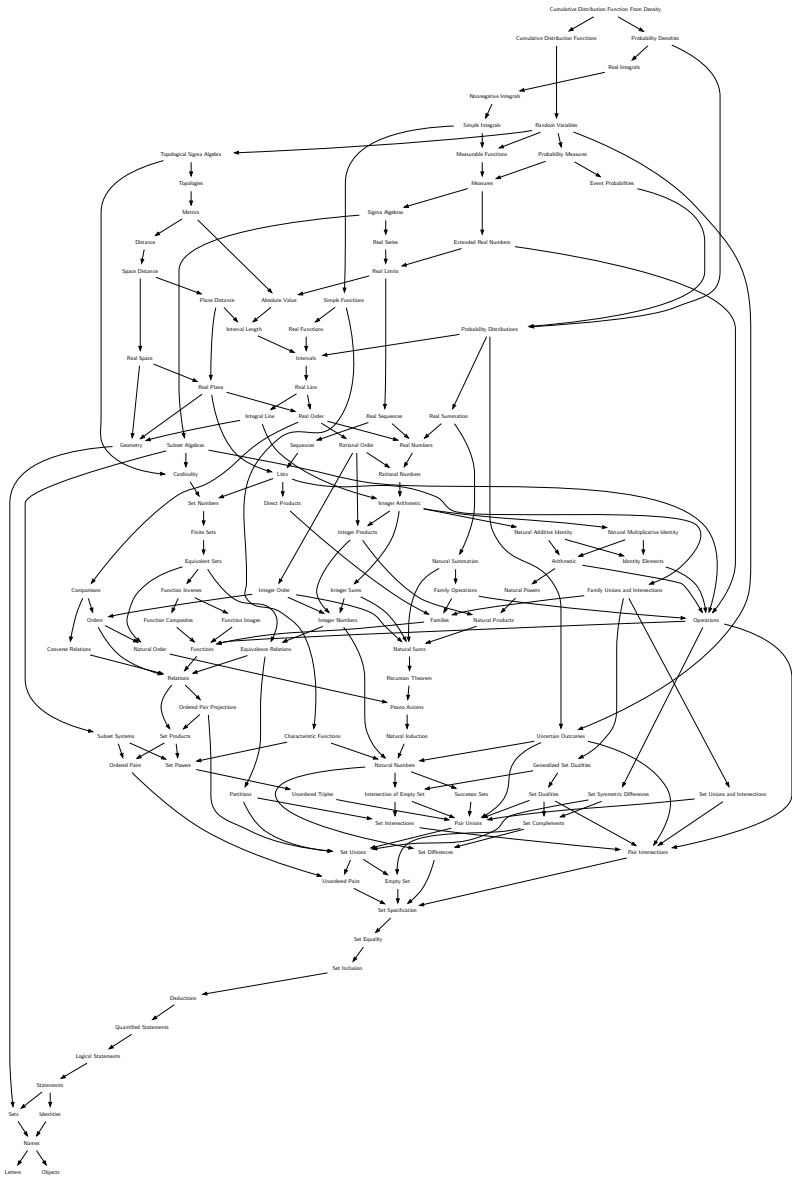 Cumulative Distribution Function From Density
Cumulative Distribution Functions
Probability Densities
Real Integrals
Nonnegative Integrals
Simple Integrals
Random Variables
Topological Sigma Algebra
Measurable Functions
Probability Measures
Topologies
Measures
Event Probabilities
Metrics
Sigma Algebras
Distance
Real Series
Extended Real Numbers
Space Distance
Real Limits
Plane Distance
Absolute Value
Simple Functions
Interval Length
Real Functions
Probability Distributions
Real Space
Intervals
Real Plane
Real Line
Integral Line
Real Order
Real Sequences
Real Summation
Geometry
Subset Algebras
Sequences
Rational Order
Real Numbers
Cardinality
Lists
Rational Numbers
Set Numbers
Direct Products
Integer Arithmetic
Finite Sets
Integer Products
Natural Additive Identity
Natural Multiplicative Identity
Equivalent Sets
Natural Summation
Arithmetic
Identity Elements
Comparisons
Function Inverses
Integer Order
Integer Sums
Family Operations
Natural Powers
Family Unions and Intersections
Orders
Function Composites
Function Images
Integer Numbers
Families
Natural Products
Operations
Converse Relations
Natural Order
Functions
Equivalence Relations
Natural Sums
Relations
Recursion Theorem
Ordered Pair Projections
Peano Axioms
Subset Systems
Set Products
Characteristic Functions
Natural Induction
Uncertain Outcomes
Ordered Pairs
Set Powers
Natural Numbers
Generalized Set Dualities
Partitions
Unordered Triples
Intersection of Empty Set
Successor Sets
Set Dualities
Set Symmetric Differences
Set Unions and Intersections
Set Intersections
Pair Unions
Set Complements
Set Unions
Set Differences
Pair Intersections
Unordered Pairs
Empty Set
Set Specification
Set Equality
Set Inclusion
Deductions
Quantified Statements
Logical Statements
Statements
Sets
Identities
Names
Letters
Objects